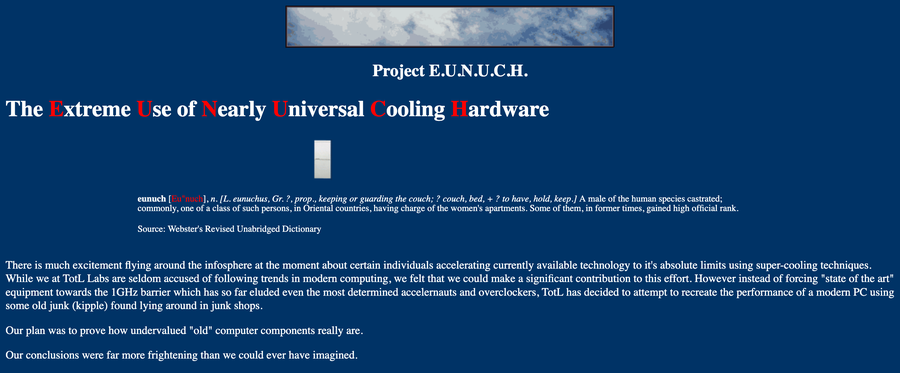 Project E.U.N.U.C.H.
The Extreme Use of Nearly Universal Cooling Hardware
eunuch [Eu"nuch], n. [L. eunuchus, Gr. ?, prop., keeping or guarding the couch; ? couch, bed, + ? to have, hold, keep.] A male of the human species castrated;
commonly, one of a class of such persons, in Oriental countries, having charge of the women's apartments. Some of them, in former times, gained high official rank.
Source: Webster's Revised Unabridged Dictionary
There is much excitement flying around the infosphere at the moment about certain individuals accelerating currently available technology to it's absolute limits using super-cooling techniques.
While we at TotL Labs are seldom accused of following trends in modern computing, we felt that we could make a significant contribution to this effort. However instead of forcing "state of the art"
equipment towards the 1GHz barrier which has so far eluded even the most determined accelernauts and overclockers, TotL has decided to attempt to recreate the performance of a modern PC using
some old junk (kipple) found lying around in junk shops.
Our plan was to prove how undervalued "old" computer components really are.
Our conclusions were far more frightening than we could ever have imagined.